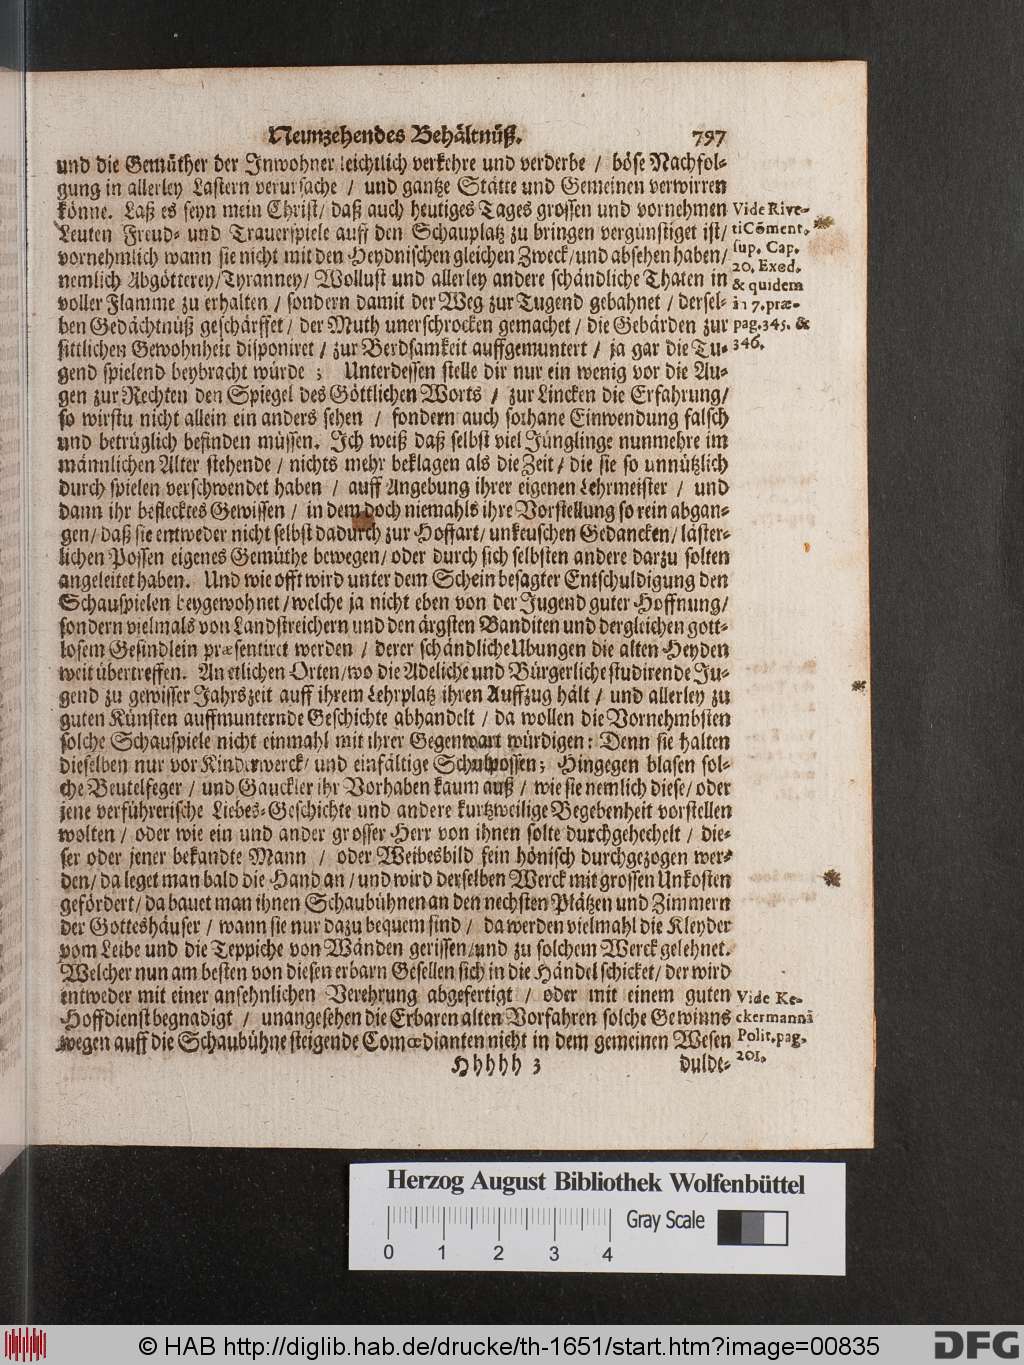 Neunzehendes Behältnüß. 797
und die Gemüther der Inwohner leichtlich verkehre und verderbe / böse Nachfol-
gung in allerley Lastern verursache / und gantze Stätte und Gemeinen verwirren
könne. Laß es seyn mein Christ / daß auch heutiges Tages grossen und vornehmen
Leuten Freud- und Trauerspiele auff den Schauplatz zu bringen vergünstiget ist /
vornehmlich wann sie nicht mit den Heydnischen gleichen Zweck / und absehen haben /
nemlich Abgötterey / Tyranney / Wollust und allerley andere schändliche Thaten in
voller Flamme zu erhalten / sondern damit der Weg zur Tugend gebahnet / dersel-
ben Gedächtnüß geschärffet / der Muth unerschrocken gemachet / die Gebärden zur
sittlichen Gewohnheit disponiret / zur Berdsamkeit auffgemuntert / ja gar die Tu-
gend spielend beybracht würde ; Unterdessen stelle dir nur ein wenig vor die Au-
gen zur Rechten den Spiegel des Göttlichen Worts / zur Lincken die Erfahrung /
so wirstu nicht allein ein anders sehen / sondern auch sothane Einwendung falsch
und betrüglich befinden müssen. Ich weiß daß selbst viel Jünglinge nunmehre im
männlichen Alter stehende / nichts mehr beklagen als die Zeit / die sie so unnützlich
durch spielen verschwendet haben / auff Angebung ihrer eigenen Lehrmeister / und
dann ihr beflecktes Gewissen / in dem doch niemahls ihre Vorstellung so rein abgan-
gen / daß sie entweder nicht selbst dadurch zur Hoffart / unkeuschen Gedancken / läster-
lichen Possen eigenes Gemüthe bewegen / oder durch sich selbsten andere darzu solten
angeleitet haben. Und wie offt wird unter dem Schein besagter Entschuldigung den
Schauspielen beygewohnet / welche ja nicht eben von der Jugend guter Hoffnung /
sondern vielmals von Landstreichern und den ärgsten Banditen und dergleichen gott-
losem Gesindlein præsentiret werden / derer schändliche Ubungen die alten Heyden
weit übertreffen. An etlichen Orten / wo die Adeliche und Bürgerliche studirende Ju-
gend zu gewisser Jahrszeit auff ihrem Lehrplatz ihren Auffzug hält / und allerley zu
guten Künsten auffmunternde Geschichte abhandelt / da wollen die Vornehmbsten
solche Schauspiele nicht einmahl mit ihrer Gegenwart würdigen: Denn sie halten
dieselben nur vor Kinderwerck / und einfältige Schulpossen; Hingegen blasen sol-
che Beutelfeger / und Gauckler ihr Vorhaben kaum auß / wie sie nemlich diese / oder
jene verführerische Liebes-Geschichte und andere kurtzweilige Begebenheit vorstellen
wolten / oder wie ein und ander grosser Herr von ihnen solte durchgehechelt / die-
ser oder jener bekandte Mann / oder Weibesbild fein hönisch durchgezogen wer-
den / da leget man bald die Hand an / und wird derselben Werck mit grossen Unkosten
gefördert / da bauet man ihnen Schaubühnen an den nechsten Plätzen und Zimmern
der Gotteshäuser / wann sie nur dazu bequem sind / da werden vielmahl die Kleyder
vom Leibe und die Teppiche von Wänden gerissen / und zu solchem Werck gelehnet.
Welcher nun am besten von diesen erbarn Gesellen sich in die Händel schicket / der wird
entweder mit einer ansehnlichen Verehrung abgefertigt / oder mit einem guten
Hoffdienst begnadigt / unangesehen die Erbaren alten Vorfahren solche Gewinns
wegen auff die Schaubühne steigende Comœdianten nicht in dem gemeinen Wesen
Hhhhh 3 dulde-
Vide Rive-
ti Cõment.
sup. Cap.
20. Exod.
& quidem
à 17. præ-
pag. 345. &
346.
Vide Ke-
ckermannã
Polit. pag.
201.
Herzog August Bibliothek Wolfenbüttel
Gray Scale
0 1 2 3 4
© HAB http://diglib.hab.de/drucke/th-1651/start.htm?image=00835
DFG